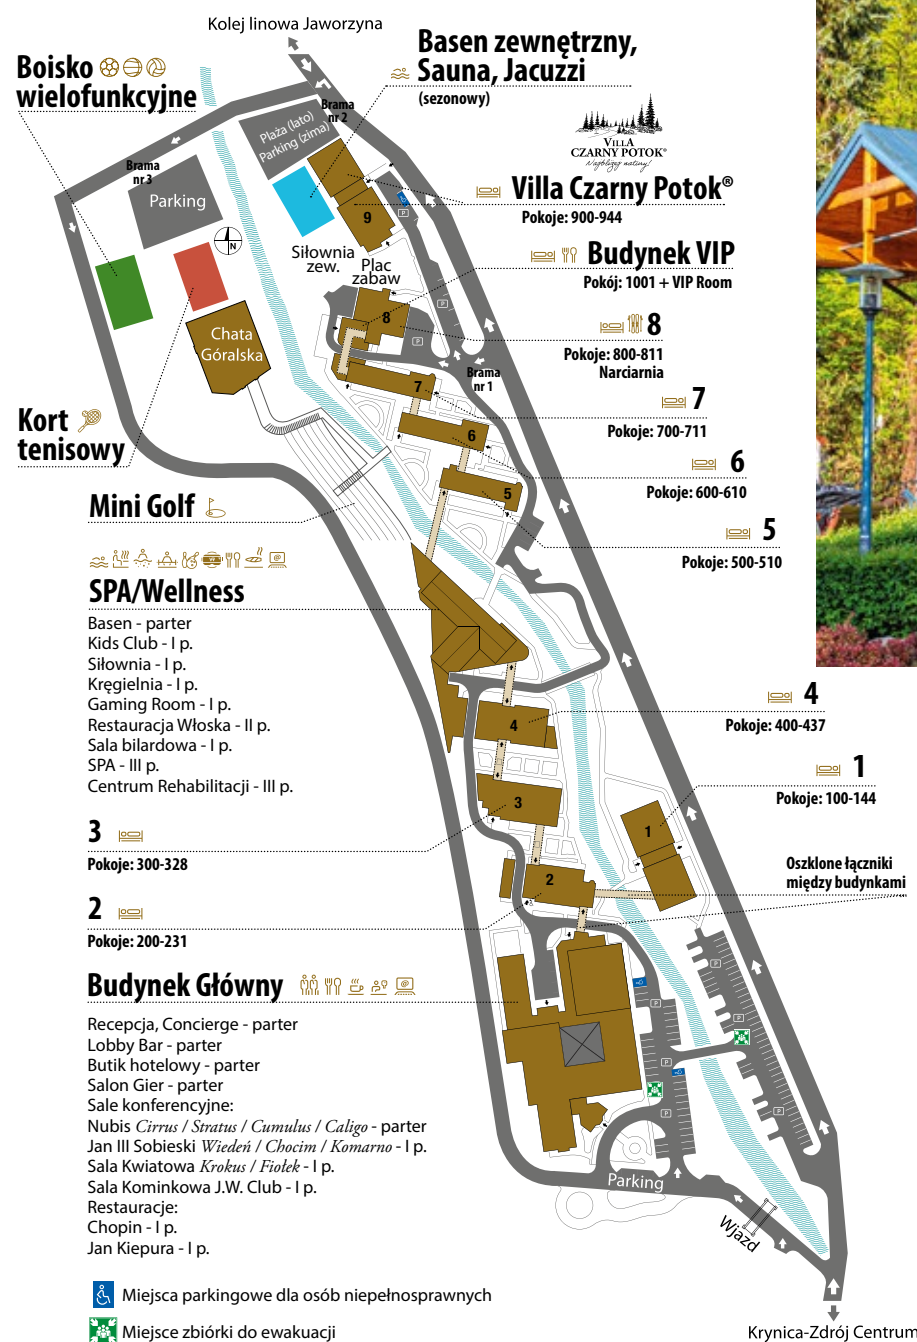 Kolej linowa Jaworzyna
Boisko
wielofunkcyjne
Basen zewnętrzny,
Sauna, Jacuzzi
(sezonowy)
Brama
nr 2
Plaża (lato)
Parking (zima)
VILLA
CZARNY POTOK®
Najbliżej natury!
Brama
nr 3
Parking
N
Villa Czarny Potok®
Pokoje: 900-944
9
P
Siłownia
zew.
Plac
zabaw
Budynek VIP
Pokój: 1001 + VIP Room
P
8
8
Pokoje: 800-811
Narciarnia
P
Chata
Góralska
Brama
nr 1
7
7
Pokoje: 700-711
Kort
tenisowy
6
6
Pokoje: 600-610
Mini Golf
5
5
Pokoje: 500-510
SPA/Wellness
Basen - parter
Kids Club - I p.
Siłownia - I p.
Kręgielnia - I p.
Gaming Room - I p.
Restauracja Włoska - II p.
Sala bilardowa - I p.
SPA - III p.
Centrum Rehabilitacji - III p.
4
4
Pokoje: 400-437
1
Pokoje: 100-144
3
1
3
Pokoje: 300-328
Oszklone łączniki
między budynkami
2
2
Pokoje: 200-231
Budynek Główny
Recepcja, Concierge - parter
Lobby Bar - parter
Butik hotelowy - parter
Salon Gier - parter
Sale konferencyjne:
Nubis Cirrus / Stratus / Cumulus / Caligo - parter
Jan III Sobieski Wiedeń / Chocim / Komarno - I p.
Sala Kwiatowa Krokus / Fiołek - I p.
Sala Kominkowa J.W. Club - I p.
Restauracje:
Chopin - I p.
Jan Kiepura - I p.
P
P
P
P
P
P
Parking
Wjazd
Miejsca parkingowe dla osób niepełnosprawnych
Miejsce zbiórki do ewakuacji
Krynica-Zdrój Centrum